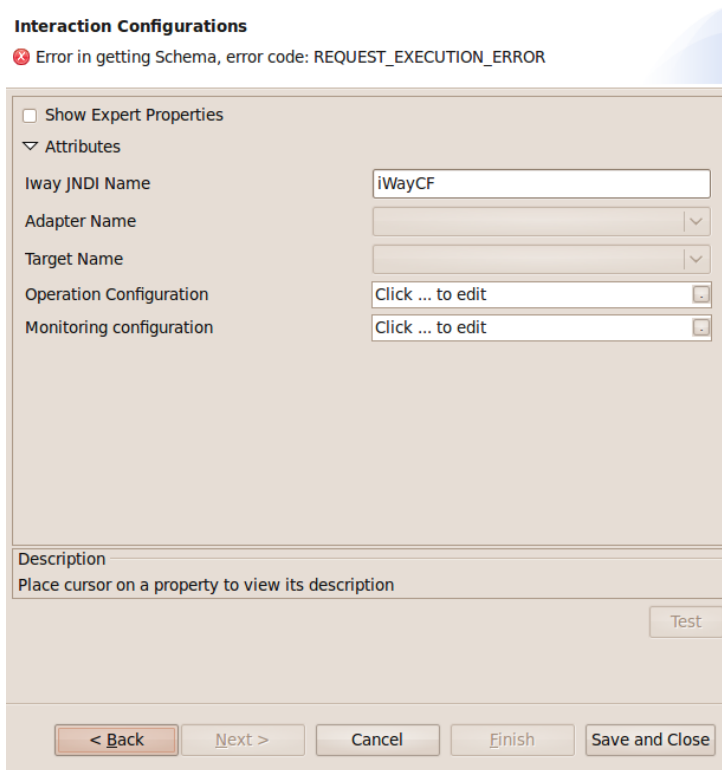 Interaction Configurations
Error in getting Schema, error code: REQUEST_EXECUTION_ERROR
Show Expert Properties
Attributes
Iway JNDI Name iWayCF
Adapter Name
Target Name
Operation Configuration Click ... to edit .
Monitoring configuration Click ... to edit .
Description
Place cursor on a property to view its description
Test
< Back Next > Cancel Finish Save and Close